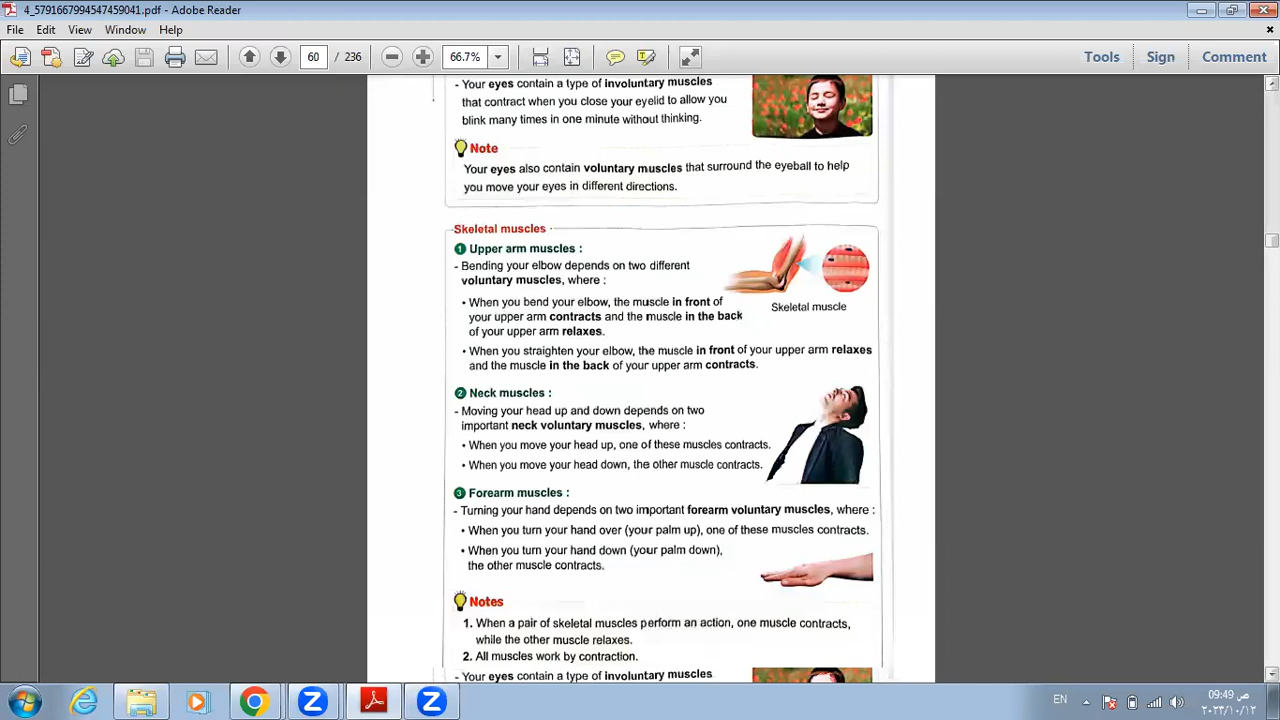 4_5791667994547459041.pdf - Adobe Reader
File Edit View Window Help
60 / 236 66.7% Tools Sign Comment
- Your eyes contain a type of involuntary muscles
that contract when you close your eyelid to allow you
blink many times in one minute without thinking.
Note
Your eyes also contain voluntary muscles that surround the eyeball to help
you move your eyes in different directions.
Skeletal muscles
1 Upper arm muscles :
- Bending your elbow depends on two different
voluntary muscles, where :
• When you bend your elbow, the muscle in front of
your upper arm contracts and the muscle in the back
of your upper arm relaxes.
Skeletal muscle
• When you straighten your elbow, the muscle in front of your upper arm relaxes
and the muscle in the back of your upper arm contracts.
2 Neck muscles :
- Moving your head up and down depends on two
important neck voluntary muscles, where :
• When you move your head up, one of these muscles contracts.
• When you move your head down, the other muscle contracts.
3 Forearm muscles :
- Turning your hand depends on two important forearm voluntary muscles, where :
• When you turn your hand over (your palm up), one of these muscles contracts.
• When you turn your hand down (your palm down),
the other muscle contracts.
Notes
1. When a pair of skeletal muscles perform an action, one muscle contracts,
while the other muscle relaxes.
2. All muscles work by contraction.
- Your eyes contain a type of involuntary muscles
EN
09:49 ص
٢٠٢٣/١٠/١٢